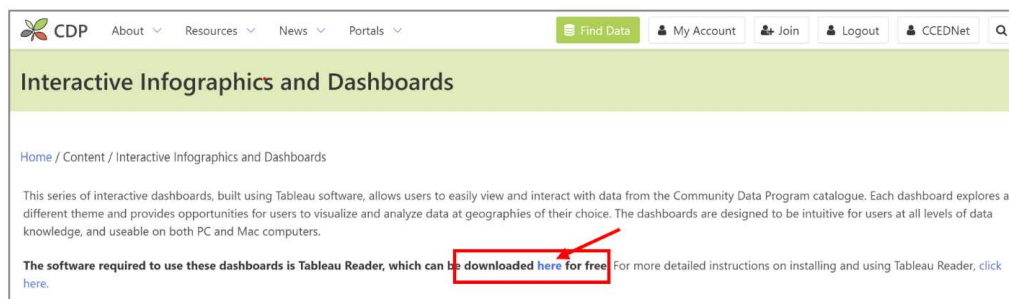 CDP About Resources News Portals Find Data My Account Join Logout CCEDNet
Interactive Infographics and Dashboards
Home / Content / Interactive Infographics and Dashboards
This series of interactive dashboards, built using Tableau software, allows users to easily view and interact with data from the Community Data Program catalogue. Each dashboard explores a
different theme and provides opportunities for users to visualize and analyze data at geographies of their choice. The dashboards are designed to be intuitive for users at all levels of data
knowledge, and useable on both PC and Mac computers.
The software required to use these dashboards is Tableau Reader, which can be downloaded here for free. For more detailed instructions on installing and using Tableau Reader, click
here.